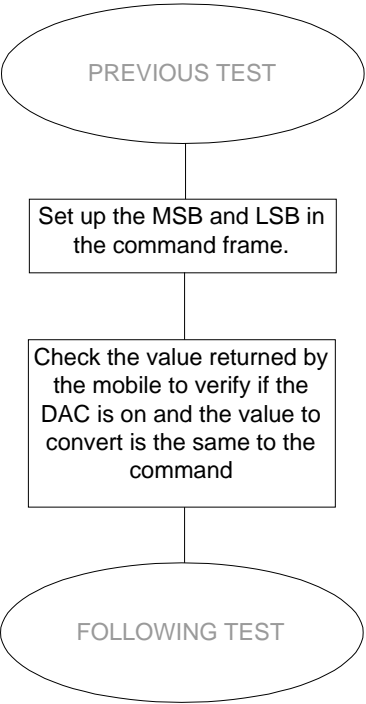 PREVIOUS TEST
Set up the MSB and LSB in
the command frame.
Check the value returned by
the mobile to verify if the
DAC is on and the value to
convert is the same to the
command
FOLLOWING TEST